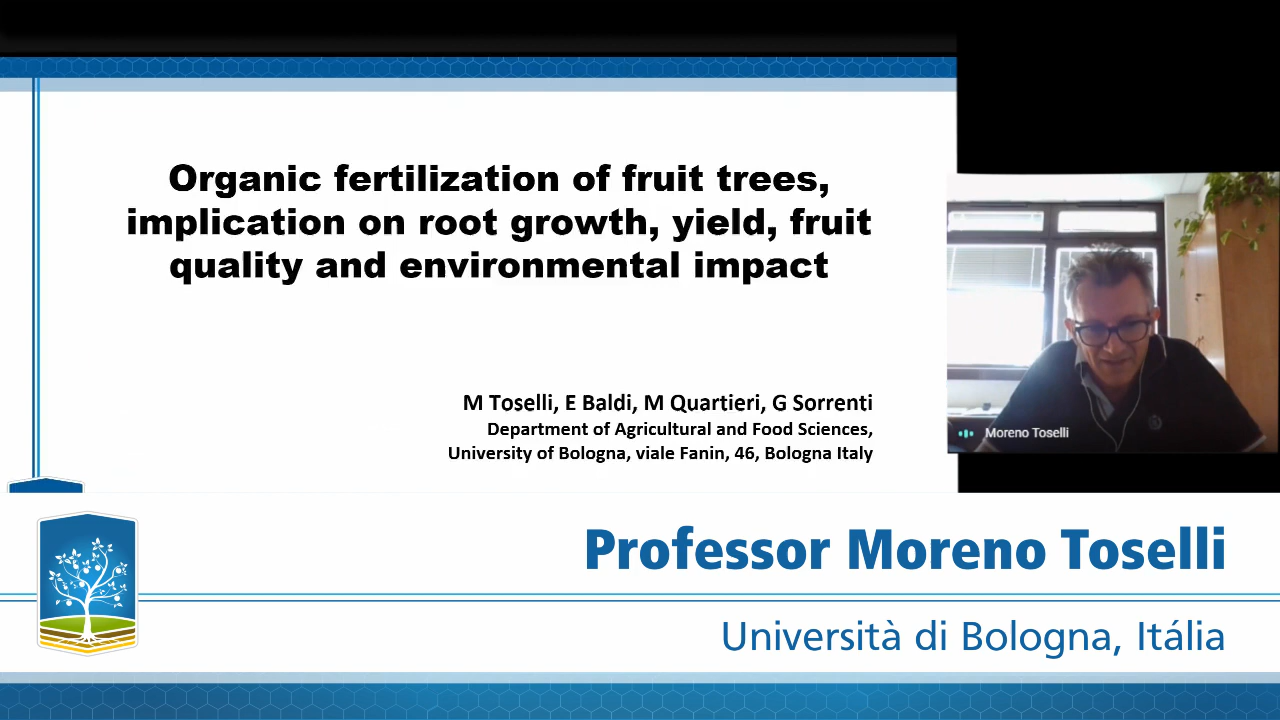 Organic fertilization of fruit trees,
implication on root growth, yield, fruit
quality and environmental impact
M Toselli, E Baldi, M Quartieri, G Sorrenti
Department of Agricultural and Food Sciences,
University of Bologna, viale Fanin, 46, Bologna Italy
Moreno Toselli
Professor Moreno Toselli
Università di Bologna, Itália